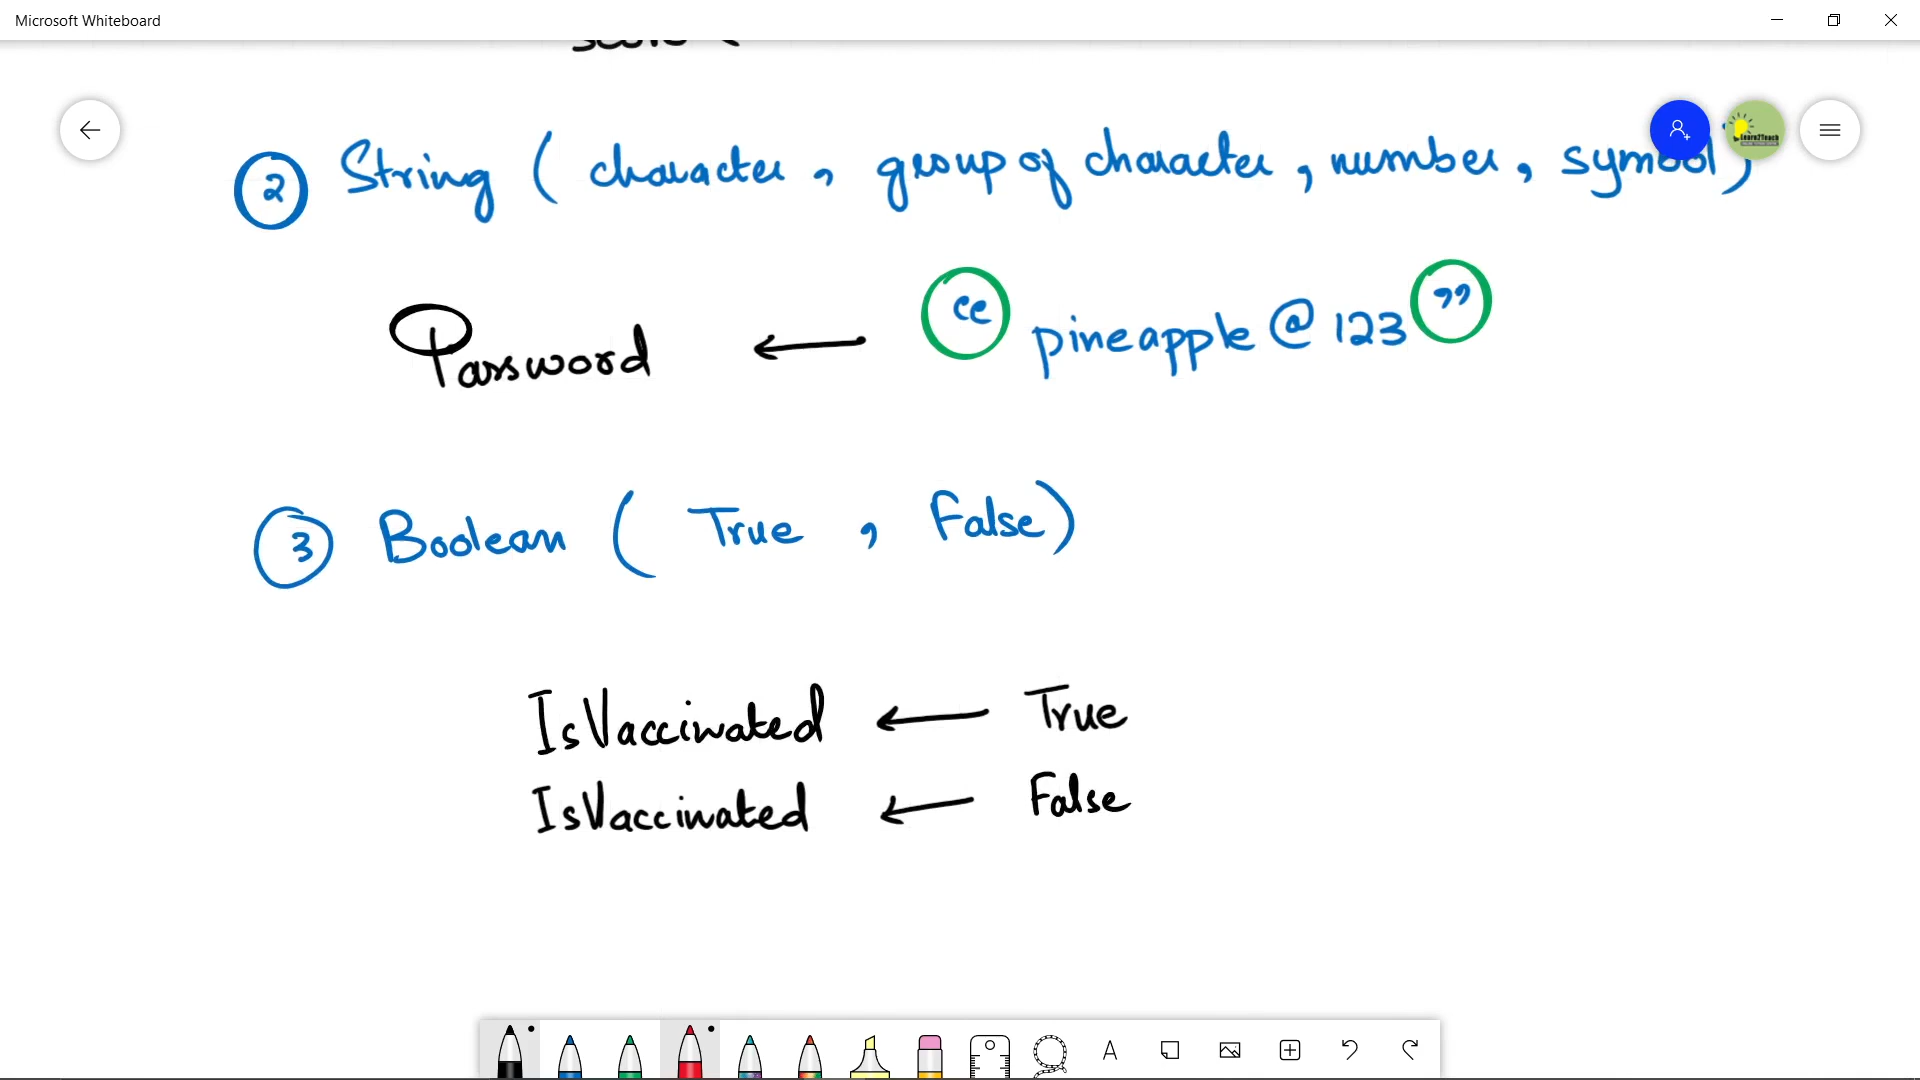 Microsoft Whiteboard
2 String ( character , group of character , number , symbol )
Learn2Teach
Password ← “ pineapple @ 123 ”
3 Boolean ( True , False )
IsVaccinated ← True
IsVaccinated ← False
A